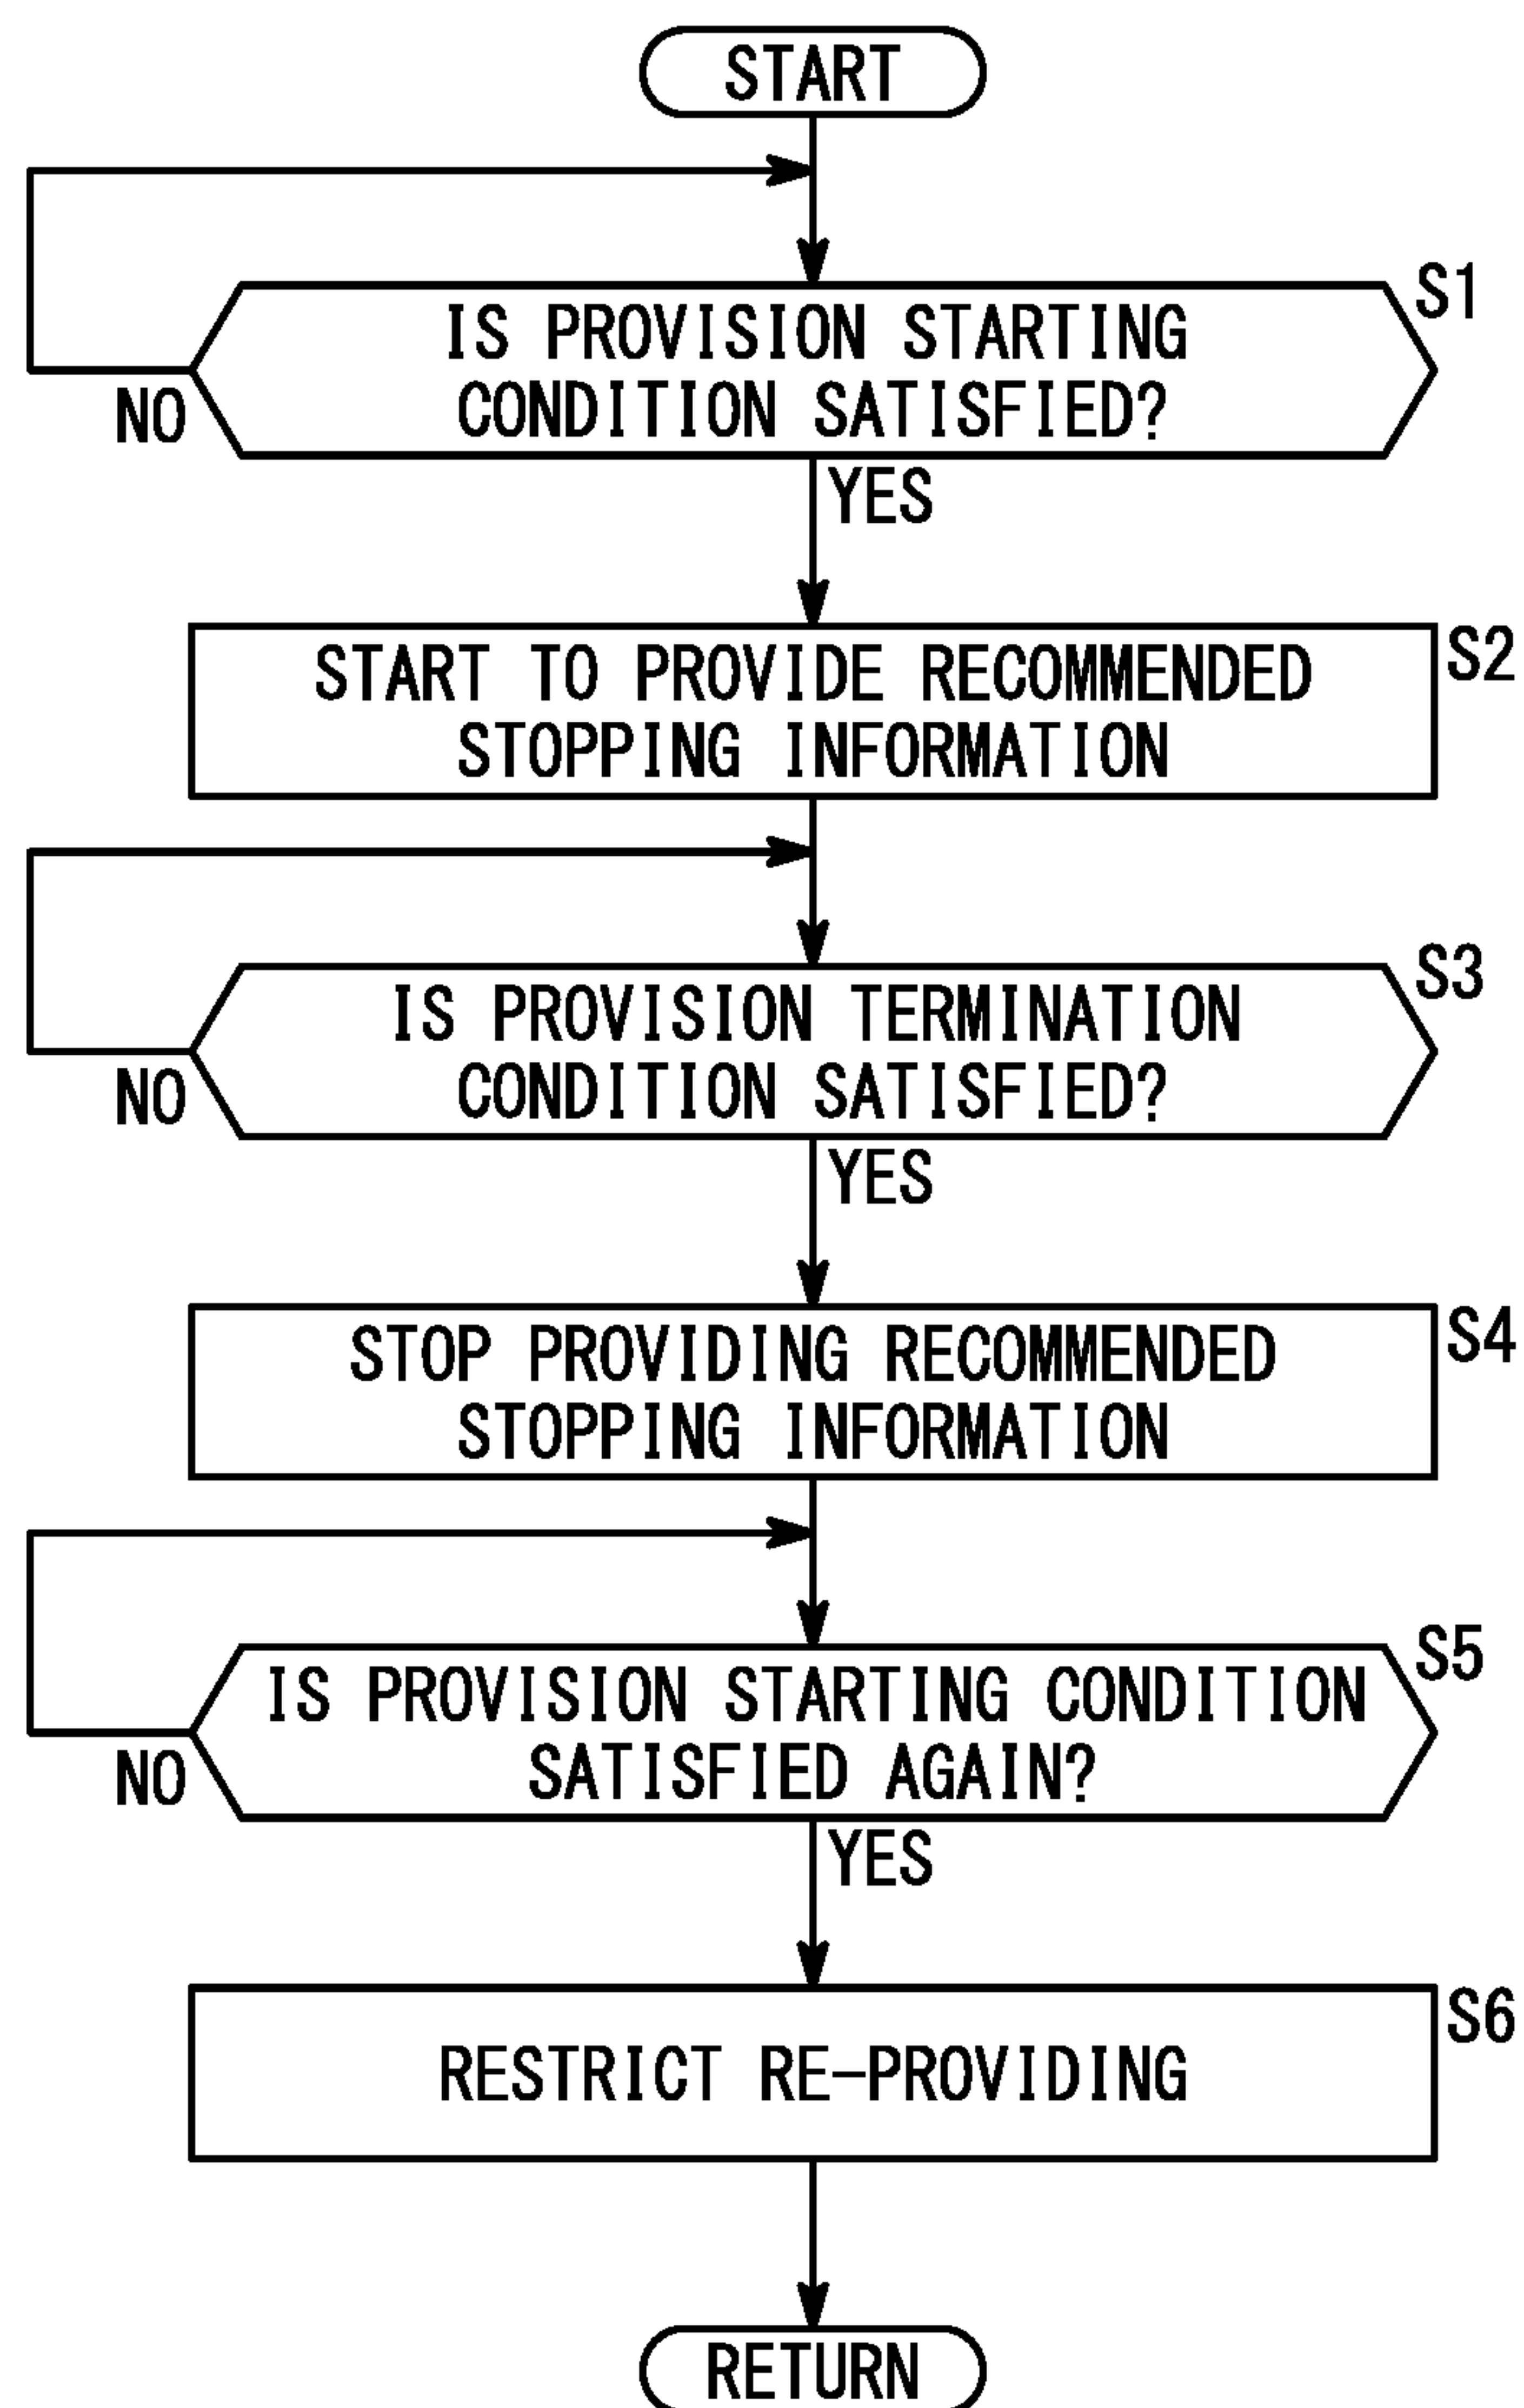 START
S1
IS PROVISION STARTING
CONDITION SATISFIED?
NO
YES
S2
START TO PROVIDE RECOMMENDED
STOPPING INFORMATION
S3
IS PROVISION TERMINATION
CONDITION SATISFIED?
NO
YES
S4
STOP PROVIDING RECOMMENDED
STOPPING INFORMATION
S5
IS PROVISION STARTING CONDITION
SATISFIED AGAIN?
NO
YES
S6
RESTRICT RE-PROVIDING
RETURN